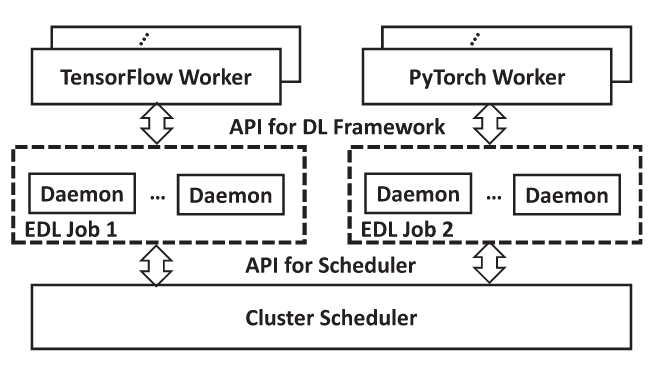 TensorFlow Worker
PyTorch Worker
API for DL Framework
Daemon ... Daemon
EDL Job 1
Daemon ... Daemon
EDL Job 2
API for Scheduler
Cluster Scheduler